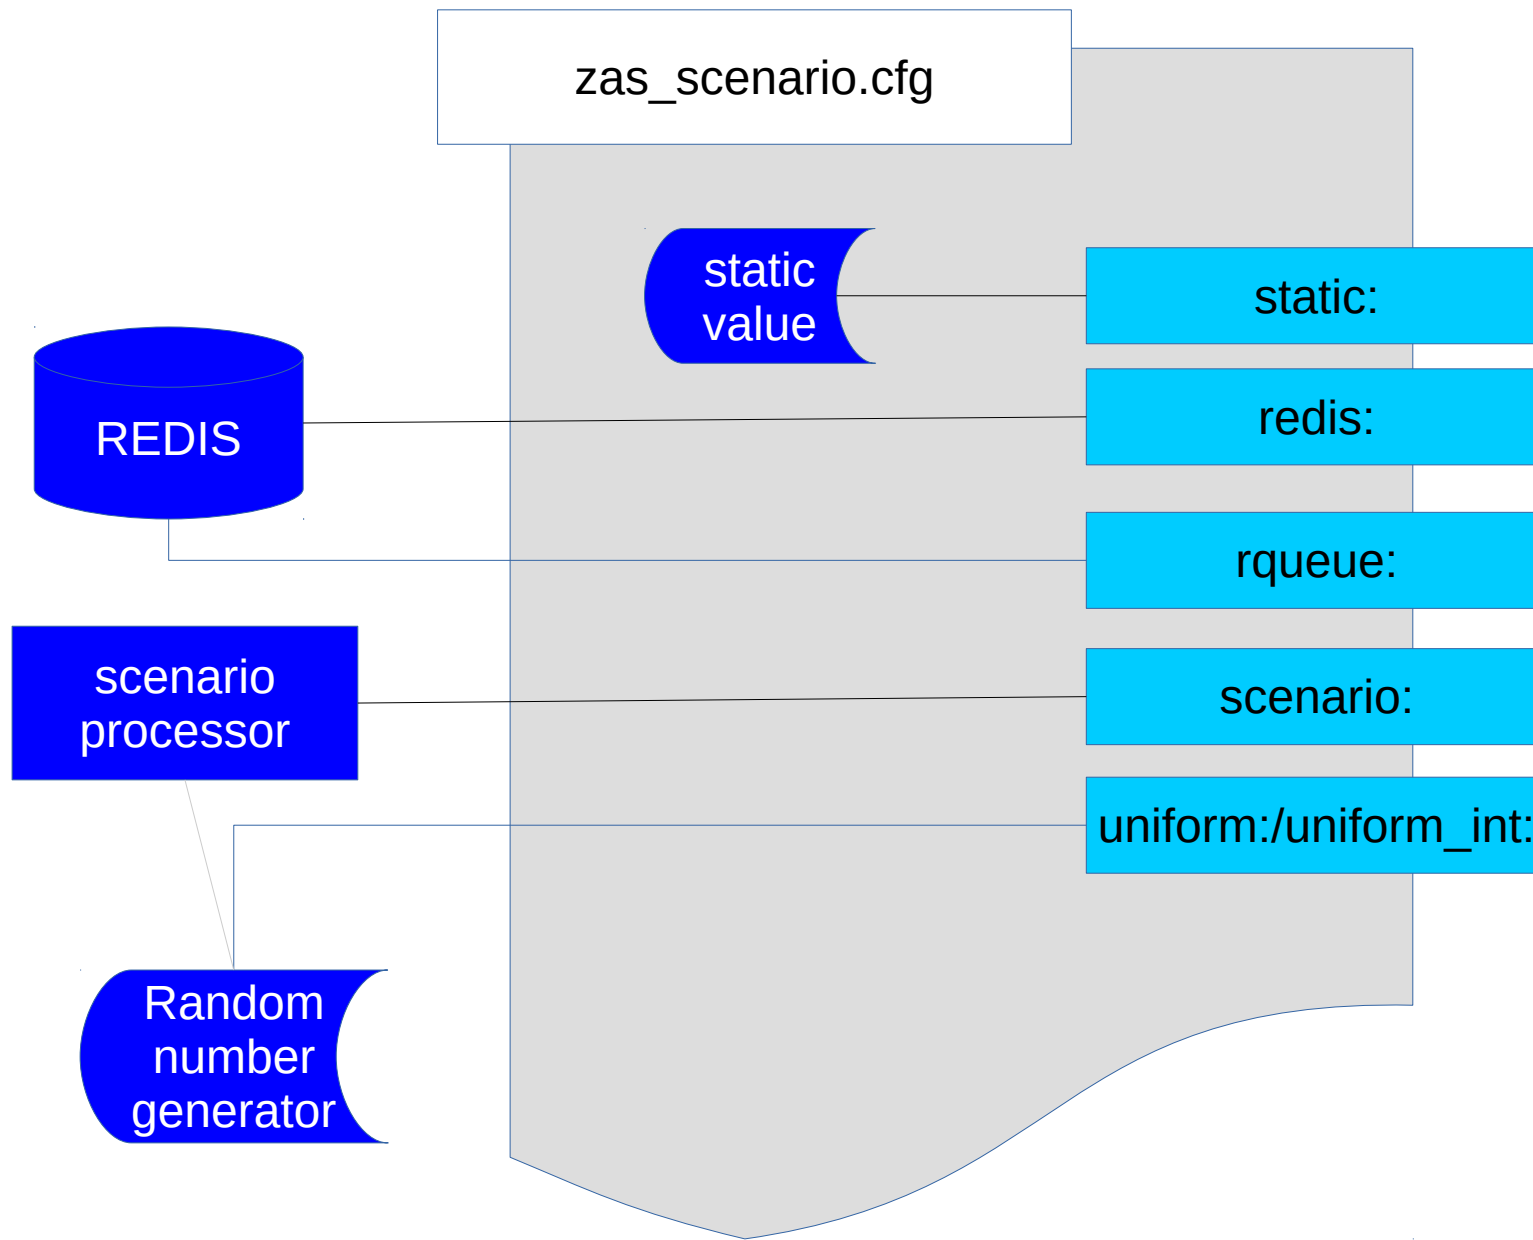 zas_scenario.cfg
static
value
static:
REDIS
redis:
rqueue:
scenario
processor
scenario:
uniform:/uniform_int:
Random
number
generator